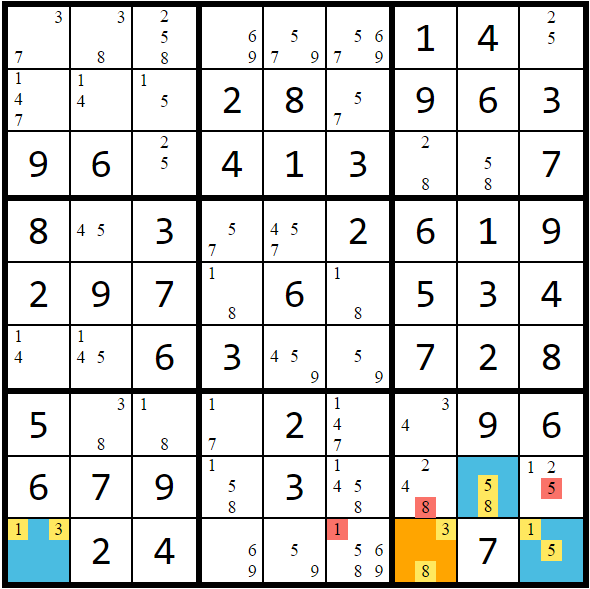 3 3 2 1 4 2
5 6 5 5 6 5
7 8 8 9 7 9 7 9
1 1 1 2 8 9 6 3
4 4 5 5
7 7
9 6 2 4 1 3 2 7
5 5
8 8
8 4 5 3 5 4 5 2 6 1 9
7 7
2 9 7 1 6 1 5 3 4
8 8
1 1 6 3 7 2 8
4 4 5 4 5 5
9 9
5 3 1 1 2 1 3 9 6
4 4
8 8 7 7
6 7 9 1 3 1 2 1 2
5 4 5 4 5 5
8 8 8 8
1 3 2 4 1 3 7 1
6 5 5 6 5
9 9 8 9 8